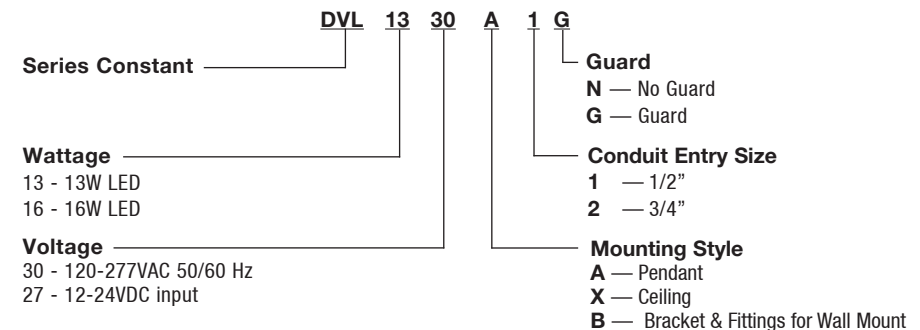 DVL 13 30 A 1 G
Series Constant
Wattage
13 - 13W LED
16 - 16W LED
Voltage
30 - 120-277VAC 50/60 Hz
27 - 12-24VDC input
Guard
N — No Guard
G — Guard
Conduit Entry Size
1 — 1/2”
2 — 3/4”
Mounting Style
A — Pendant
X — Ceiling
B — Bracket & Fittings for Wall Mount